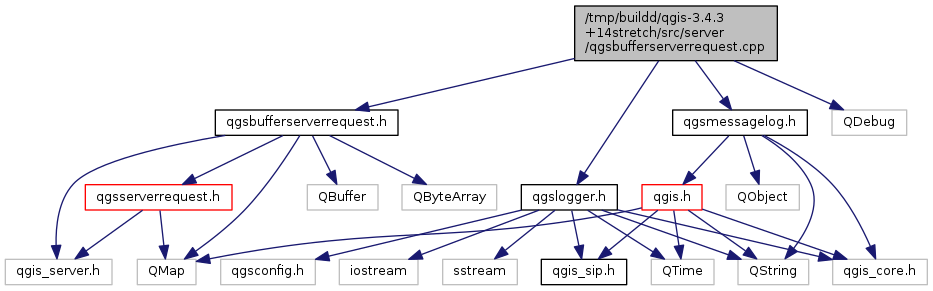 /tmp/buildd/qgis-3.4.3
+14stretch/src/server
/qgsbufferserverrequest.cpp
qgsbufferserverrequest.h
qgsmessagelog.h
QDebug
qgsserverrequest.h
QBuffer
QByteArray
qgslogger.h
qgis.h
QObject
qgis_server.h
QMap
qgsconfig.h
iostream
sstream
qgis_sip.h
QTime
QString
qgis_core.h